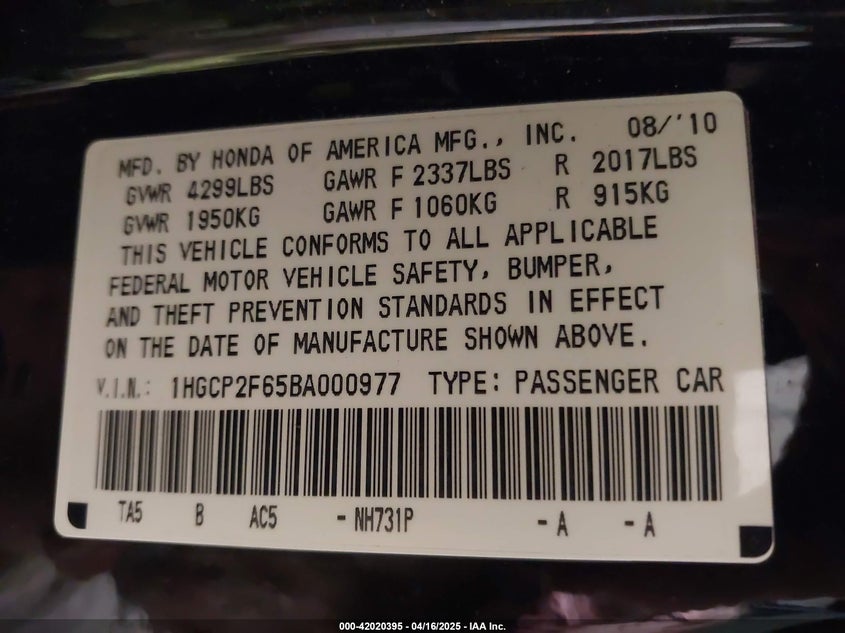 MFD. BY HONDA OF AMERICA MFG., INC. 08/'10
GVWR 4299LBS GAWR F 2337LBS R 2017LBS
GVWR 1950KG GAWR F 1060KG R 915KG
THIS VEHICLE CONFORMS TO ALL APPLICABLE
FEDERAL MOTOR VEHICLE SAFETY, BUMPER,
AND THEFT PREVENTION STANDARDS IN EFFECT
ON THE DATE OF MANUFACTURE SHOWN ABOVE.
V.I.N.: 1HGCP2F65BA000977 TYPE: PASSENGER CAR
TA5 B AC5 - NH731P - A - A
000-42020395 - 04/16/2025 - IAA Inc.